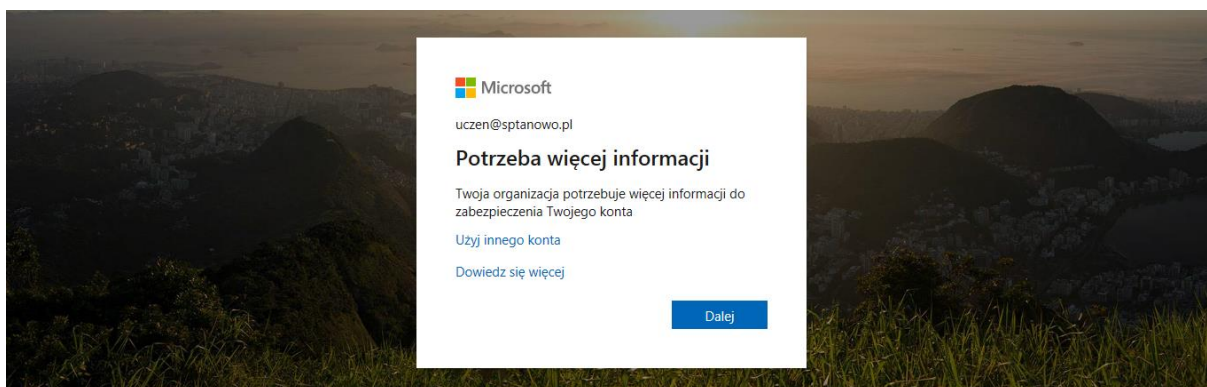 Microsoft
uczen@sptanowo.pl
Potrzeba więcej informacji
Twoja organizacja potrzebuje więcej informacji do
zabezpieczenia Twojego konta
Użyj innego konta
Dowiedz się więcej
Dalej